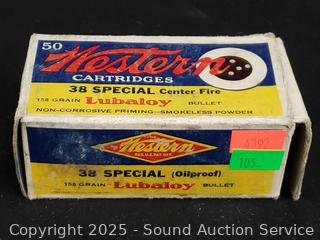 50
Western
CARTRIDGES
38 SPECIAL Center Fire
158 GRAIN Lubaloy BULLET
NON-CORROSIVE PRIMING—SMOKELESS POWDER
Western
38 SPECIAL (Oilproof)
158 GRAIN Lubaloy BULLET
105.
Copyright 2025 - Sound Auction Service